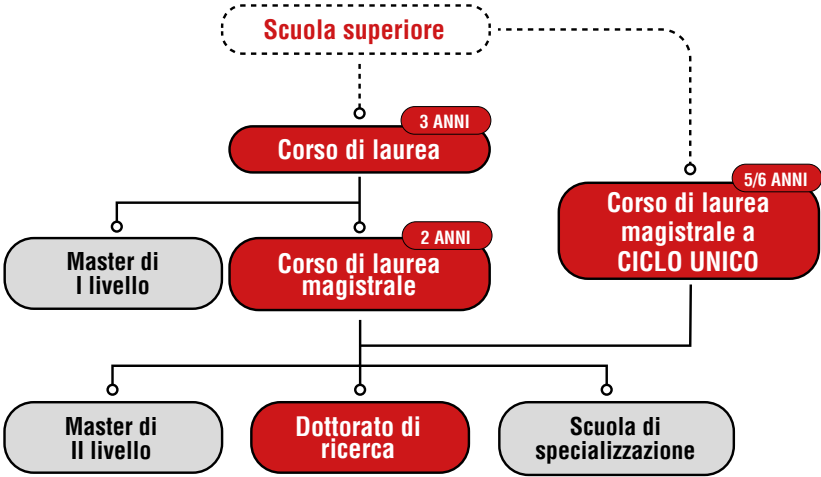 Scuola superiore
3 ANNI
Corso di laurea
5/6 ANNI
Corso di laurea
magistrale a
CICLO UNICO
2 ANNI
Master di
I livello
Corso di laurea
magistrale
Master di
II livello
Dottorato di
ricerca
Scuola di
specializzazione